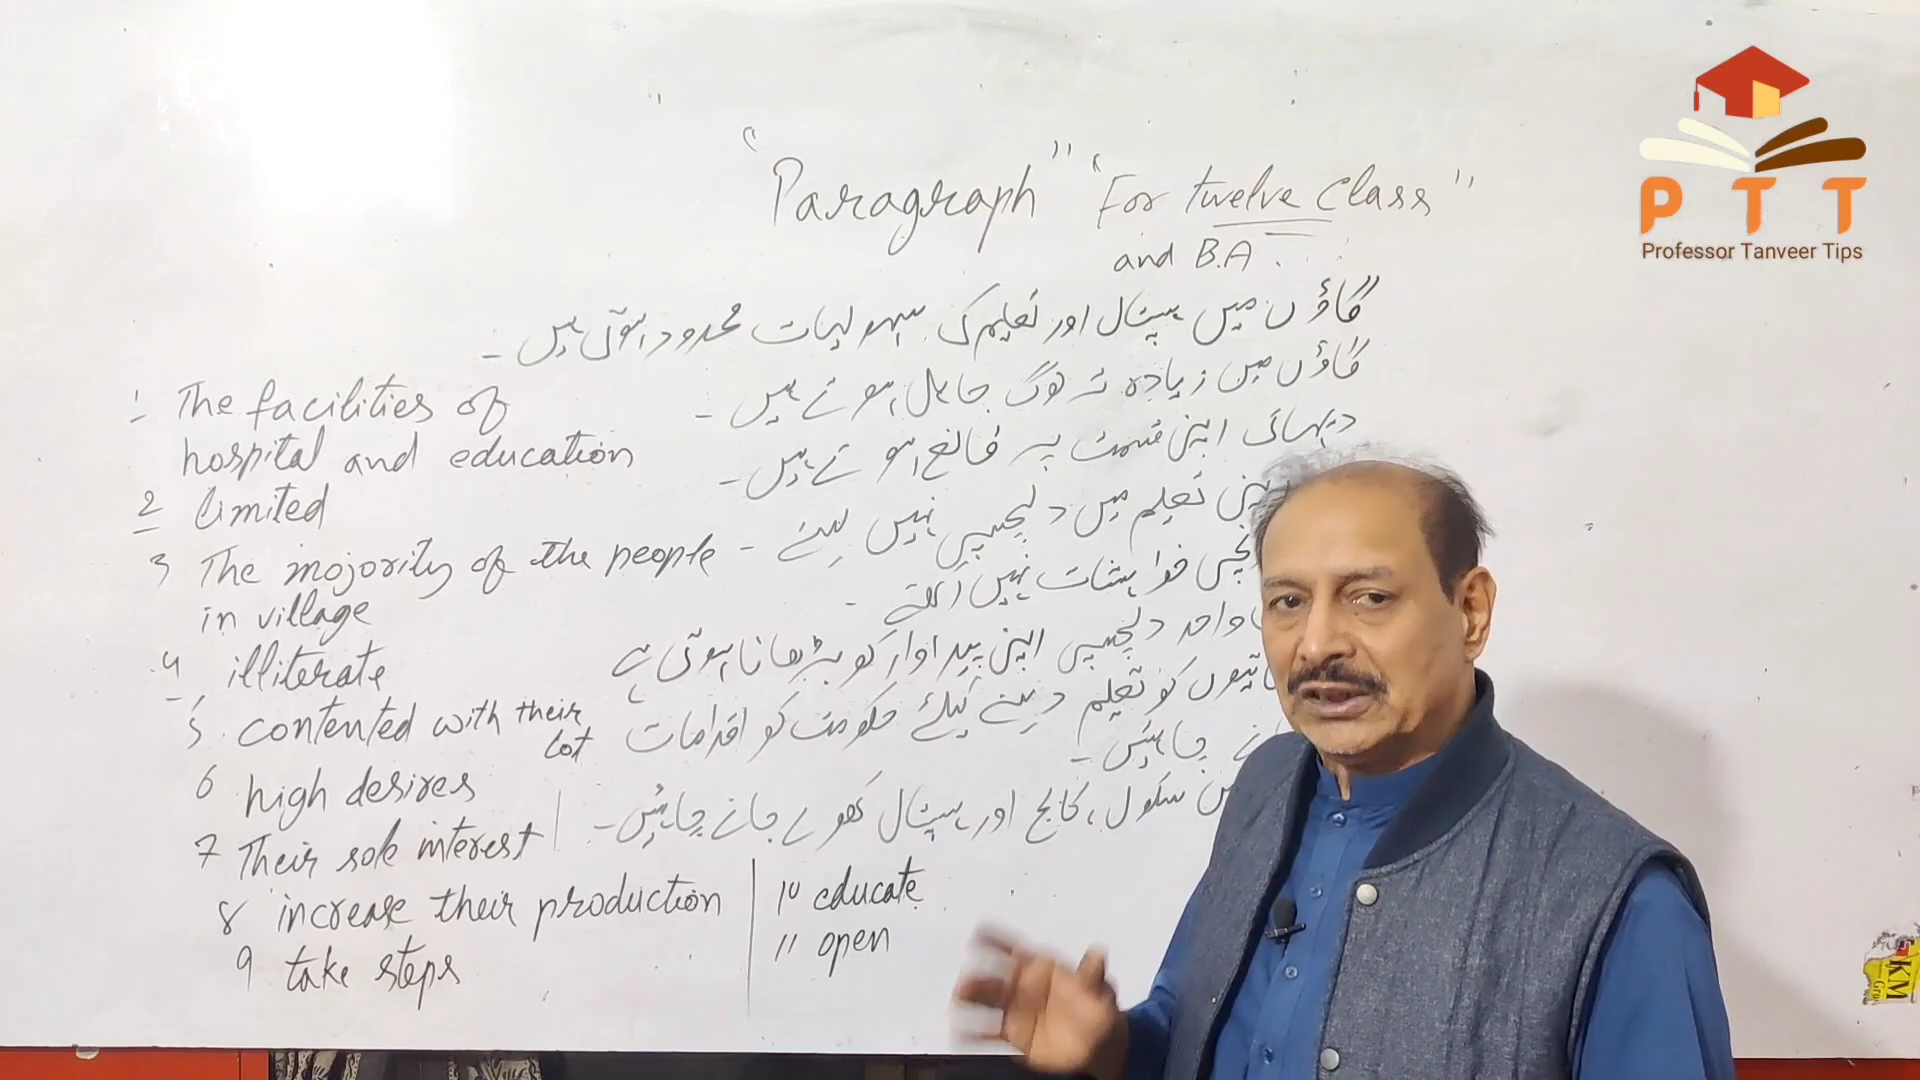 "Paragraph" "For twelve class"
and B.A
گاؤں میں ہسپتال اور تعلیم کی سہولیات محدود ہوتی ہیں۔
گاؤں میں زیادہ تر لوگ جاہل ہوتے ہیں۔
دیہاتی اپنی قسمت پہ قانع ہوتے ہیں۔
اپنی تعلیم میں دلچسپی نہیں لیتے۔
خواہشات نہیں رکھتے۔
واحد دلچسپی اپنی پیداوار کو بڑھانا ہوتی ہے
کو تعلیم دینے کیلئے حکومت کو اقدامات
چاہئیں۔
سکول، کالج اور ہسپتال کھولے جانے چاہئیں۔
1 The facilities of
hospital and education
2 limited
3 The mojority of the people
in village
4 illiterate
5 contented with their
lot
6 high desires
7 Their sole interest
8 increase their production
9 take steps
10 educate
11 open
P T T
Professor Tanveer Tips
KM